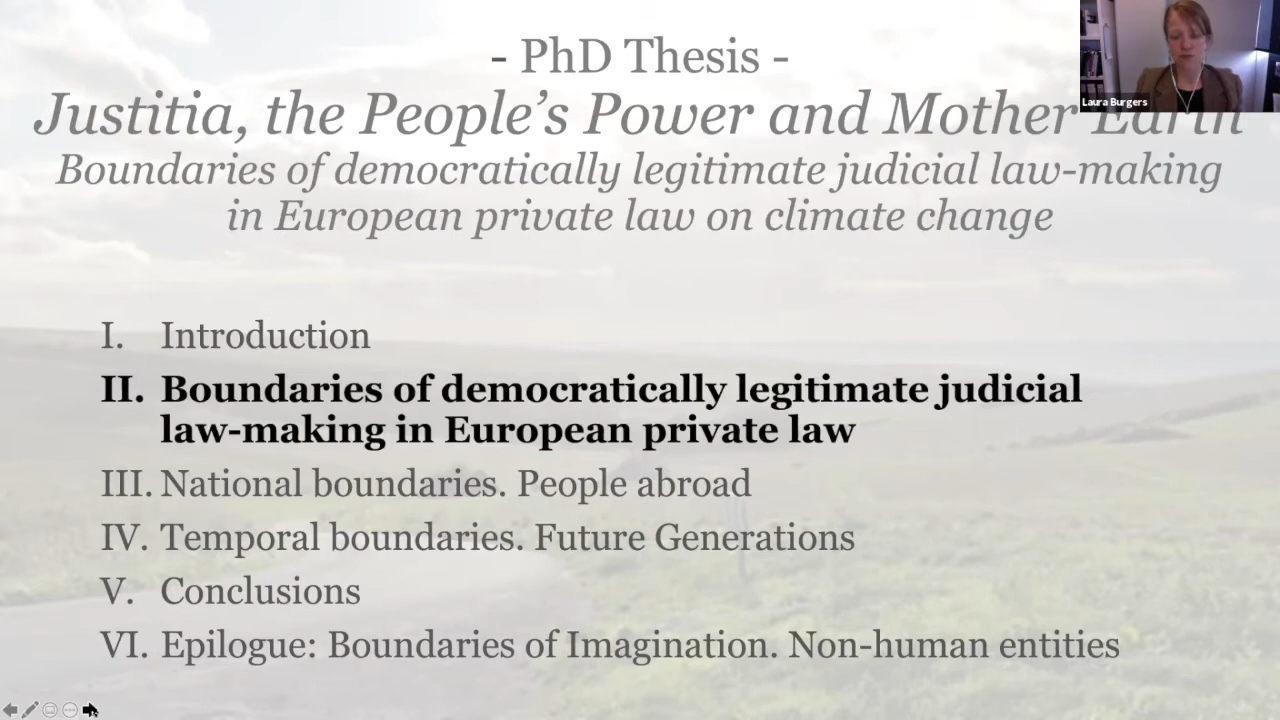 - PhD Thesis -
Justitia, the People's Power and Mother Earth
Laura Burgers
Boundaries of democratically legitimate judicial law-making
in European private law on climate change
I. Introduction
II. Boundaries of democratically legitimate judicial
law-making in European private law
III. National boundaries. People abroad
IV. Temporal boundaries. Future Generations
V. Conclusions
VI. Epilogue: Boundaries of Imagination. Non-human entities